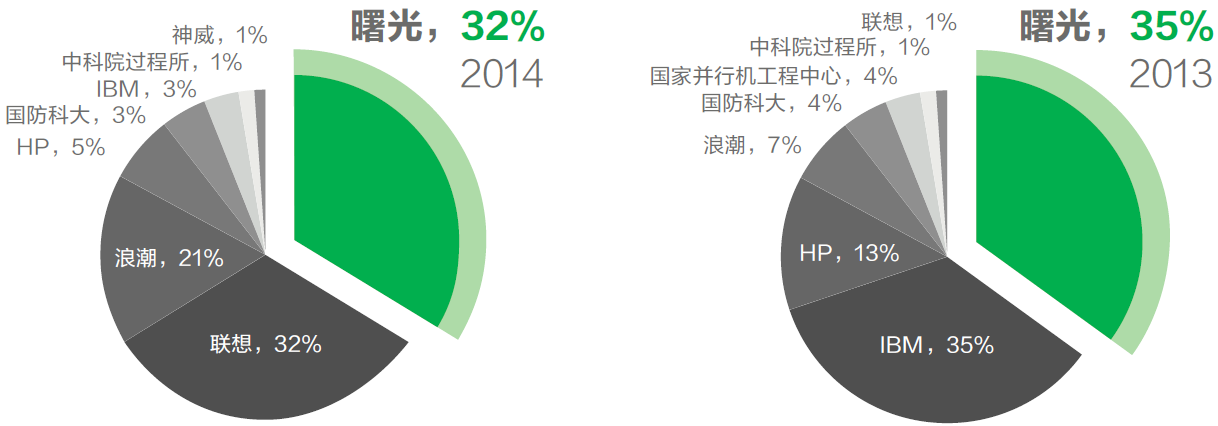 曙光，32%
2014
神威，1%
中科院过程所，1%
IBM，3%
国防科大，3%
HP，5%
浪潮，21%
联想，32%
曙光，35%
2013
联想，1%
中科院过程所，1%
国家并行机工程中心，4%
国防科大，4%
浪潮，7%
HP，13%
IBM，35%